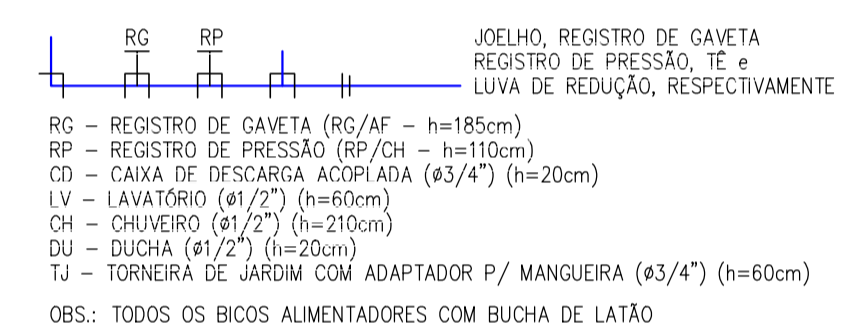 RG RP
JOELHO, REGISTRO DE GAVETA
REGISTRO DE PRESSÃO, TÊ e
LUVA DE REDUÇÃO, RESPECTIVAMENTE
RG – REGISTRO DE GAVETA (RG/AF – h=185cm)
RP – REGISTRO DE PRESSÃO (RP/CH – h=110cm)
CD – CAIXA DE DESCARGA ACOPLADA (ø3/4") (h=20cm)
LV – LAVATÓRIO (ø1/2") (h=60cm)
CH – CHUVEIRO (ø1/2") (h=210cm)
DU – DUCHA (ø1/2") (h=20cm)
TJ – TORNEIRA DE JARDIM COM ADAPTADOR P/ MANGUEIRA (ø3/4") (h=60cm)
OBS.: TODOS OS BICOS ALIMENTADORES COM BUCHA DE LATÃO